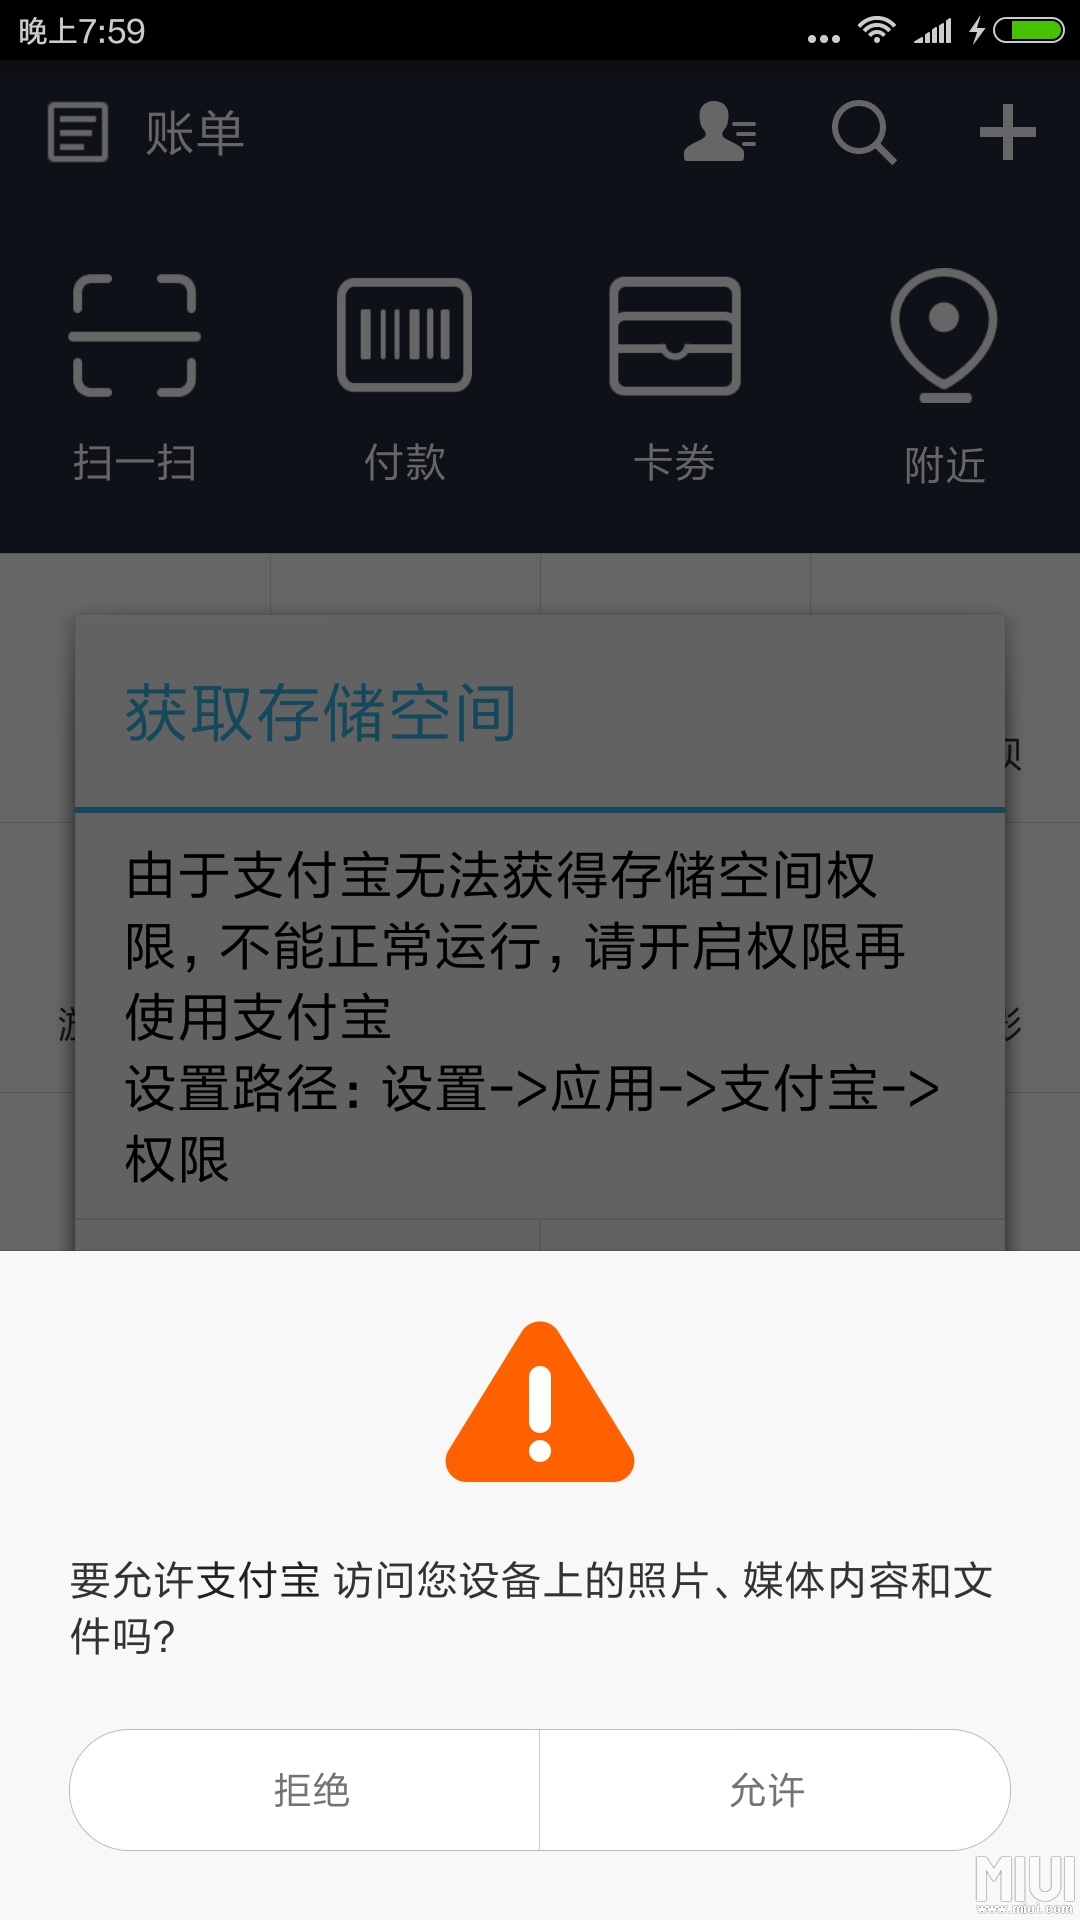 晚上7:59
账单
扫一扫 付款 卡券 附近
获取存储空间
由于支付宝无法获得存储空间权
限，不能正常运行，请开启权限再
使用支付宝
设置路径：设置->应用->支付宝->
权限
要允许支付宝 访问您设备上的照片、媒体内容和文
件吗？
拒绝 允许
MIUI
www.miui.com